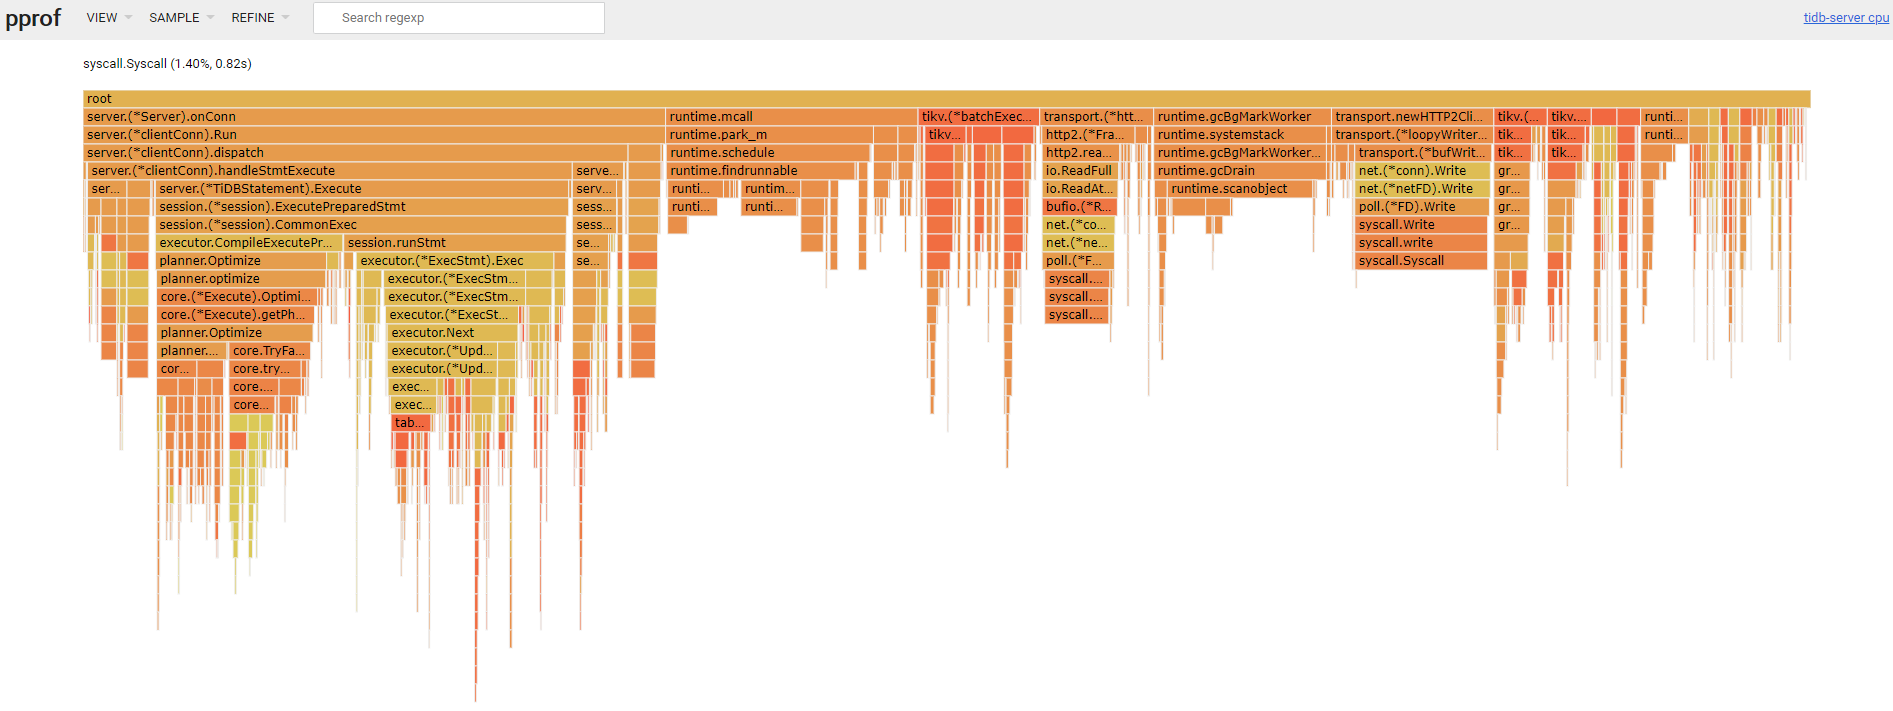 pprof VIEW SAMPLE REFINE Search regexp tidb-server cpu
syscall.Syscall (1.40%, 0.82s)
root
server.(*Server).onConn runtime.mcall tikv.(*batchExec... transport.(*htt... runtime.gcBgMarkWorker transport.newHTTP2Cli... tikv.(... tikv.... runti...
server.(*clientConn).Run runtime.park_m tikv... http2.(*Fra... runtime.systemstack transport.(*loopyWriter... tik... tik... runti...
server.(*clientConn).dispatch runtime.schedule http2.rea... runtime.gcBgMarkWorker... transport.(*bufWrit... tik... tik...
server.(*clientConn).handleStmtExecute serve... runtime.findrunnable io.ReadFull runtime.gcDrain net.(*conn).Write gr...
ser... server.(*TiDBStatement).Execute serv... runti... runtim... io.ReadAt... runtime.scanobject net.(*netFD).Write gr...
session.(*session).ExecutePreparedStmt sess... runti... runti... bufio.(*R... poll.(*FD).Write gr...
session.(*session).CommonExec sess... net.(*co... syscall.Write gr...
executor.CompileExecutePr... session.runStmt se... net.(*ne... syscall.write
planner.Optimize executor.(*ExecStmt).Exec se... poll.(*F... syscall.Syscall
planner.optimize executor.(*ExecStm... syscall....
core.(*Execute).Optimi... executor.(*ExecStm... syscall....
core.(*Execute).getPh... executor.(*ExecSt... syscall....
planner.Optimize executor.Next
planner.... core.TryFa... executor.(*Upd...
cor... core.try... executor.(*Upd...
core.... exec...
core... exec...
tab...